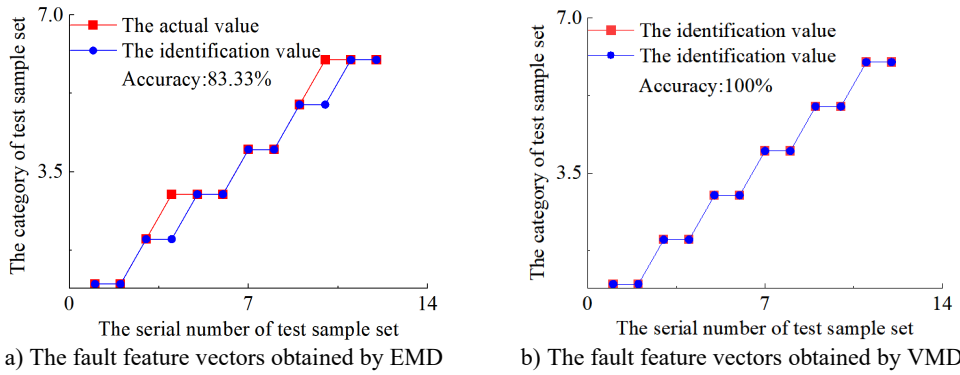 7.0
The actual value
The identification value
Accuracy:83.33%
3.5
The category of test sample set
0
7
14
The serial number of test sample set
a) The fault feature vectors obtained by EMD
7.0
The identification value
The identification value
Accuracy:100%
3.5
The category of test sample set
0
7
14
The serial number of test sample set
b) The fault feature vectors obtained by VMD